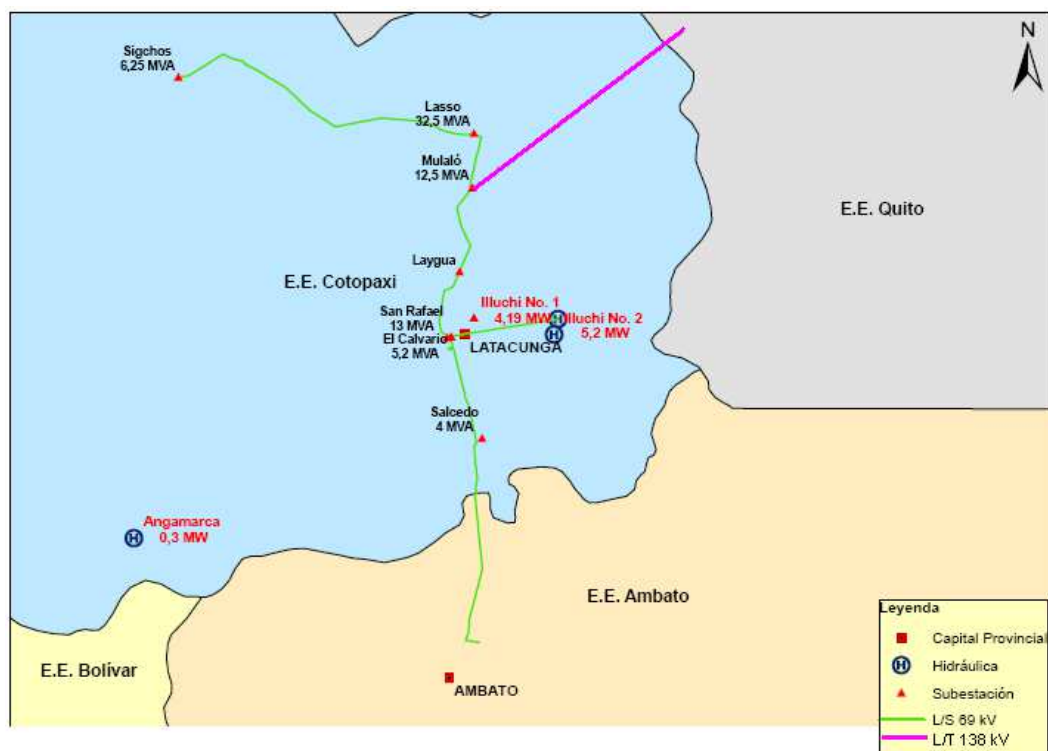 Sigchos
6,25 MVA
N
Lasso
32,5 MVA
Mulaló
12,5 MVA
E.E. Quito
Laygua
E.E. Cotopaxi
San Rafael
13 MVA
El Calvario
5,2 MVA
Illuchi No. 1
4,19 MW
H
Illuchi No. 2
5,2 MW
H
LATACUNGA
Salcedo
4 MVA
Angamarca
0,3 MW
H
E.E. Ambato
E.E. Bolívar
AMBATO
Leyenda
Capital Provincial
H Hidráulica
Subestación
L/S 69 kV
L/T 138 kV